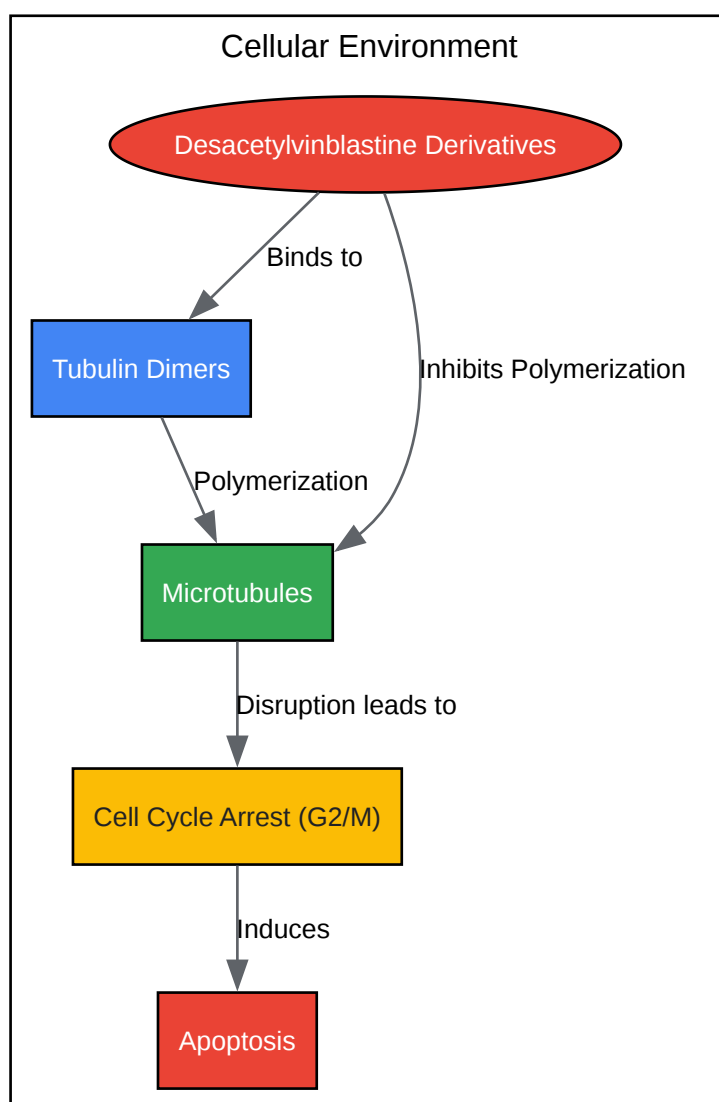 Cellular Environment
Desacetylvinblastine Derivatives
Binds to
Tubulin Dimers
Inhibits Polymerization
Polymerization
Microtubules
Disruption leads to
Cell Cycle Arrest (G2/M)
Induces
Apoptosis